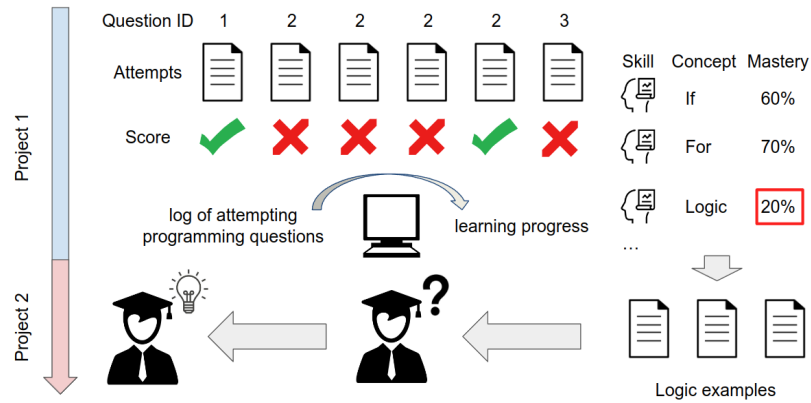 Question ID 1 2 2 2 2 3
Attempts
Score
Skill Concept Mastery
If 60%
For 70%
Logic 20%
...
log of attempting
programming questions
learning progress
?
Logic examples
Project 1
Project 2